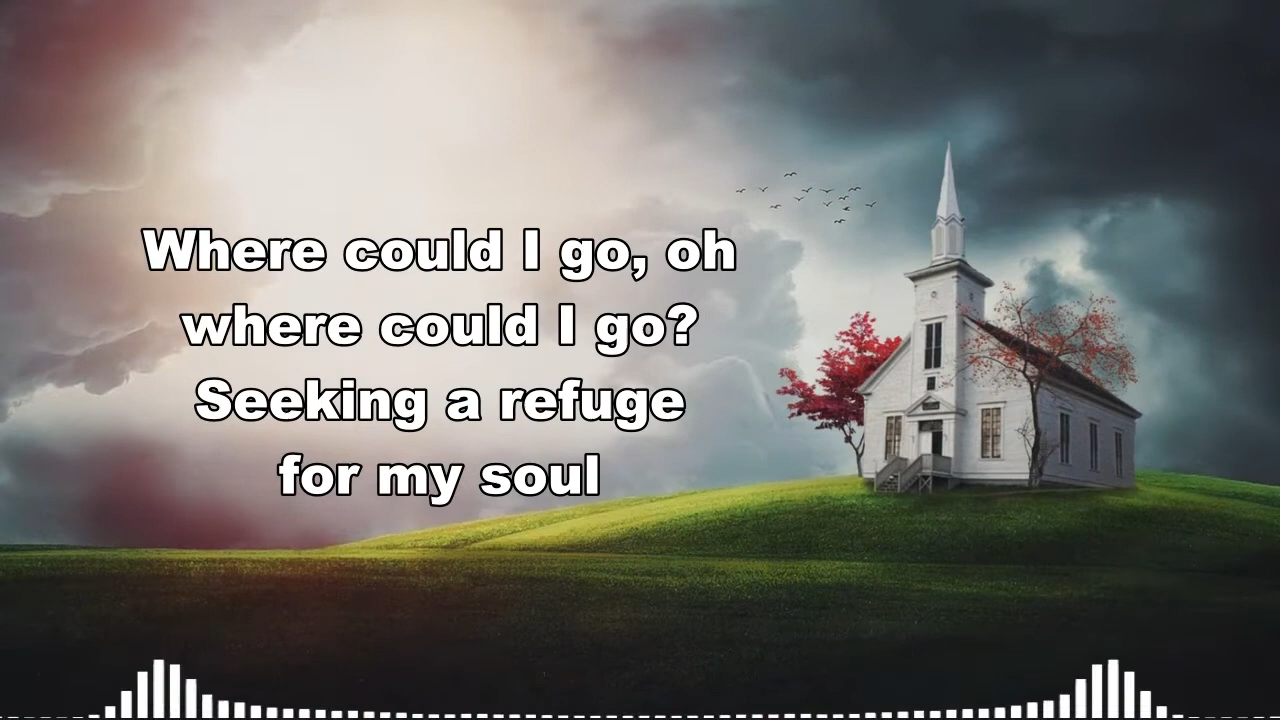 Where could I go, oh
where could I go?
Seeking a refuge
for my soul